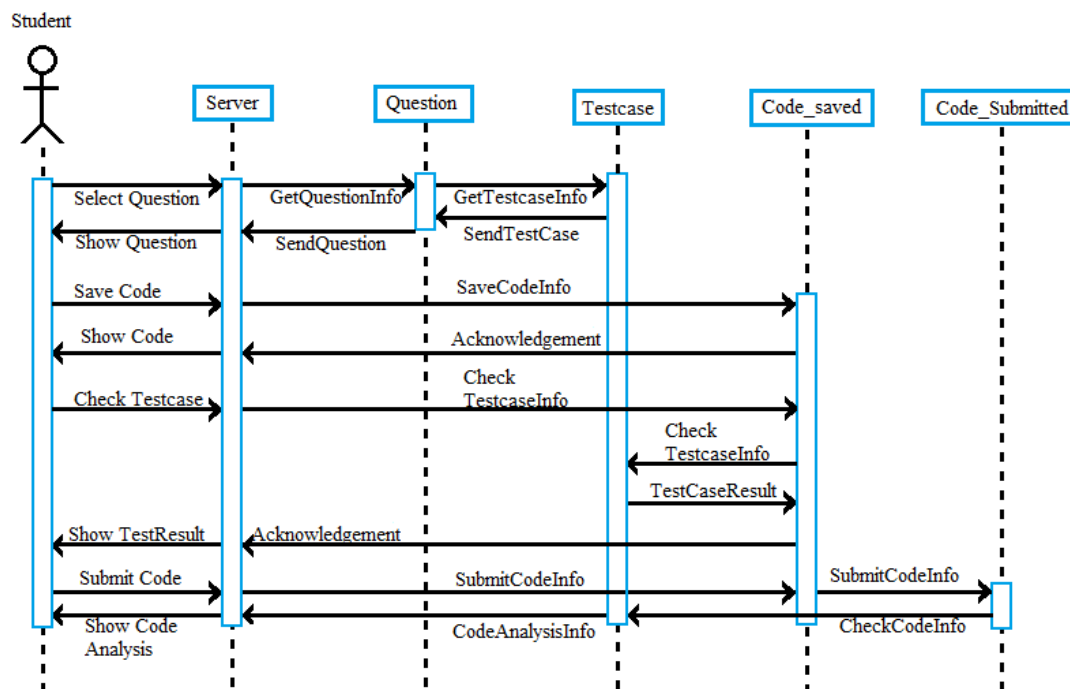 Student
Server
Question
Testcase
Code_saved
Code_Submitted
Select Question
GetQuestionInfo
GetTestcaseInfo
SendTestCase
Show Question
SendQuestion
Save Code
SaveCodeInfo
Show Code
Acknowledgement
Check Testcase
Check
TestcaseInfo
Check
TestcaseInfo
TestCaseResult
Show TestResult
Acknowledgement
Submit Code
SubmitCodeInfo
SubmitCodeInfo
Show Code
Analysis
CodeAnalysisInfo
CheckCodeInfo